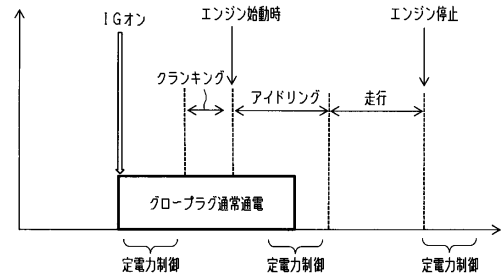 IGオン
エンジン始動時
エンジン停止
クランキング
アイドリング
走行
グロープラグ通常通電
定電力制御
定電力制御
定電力制御